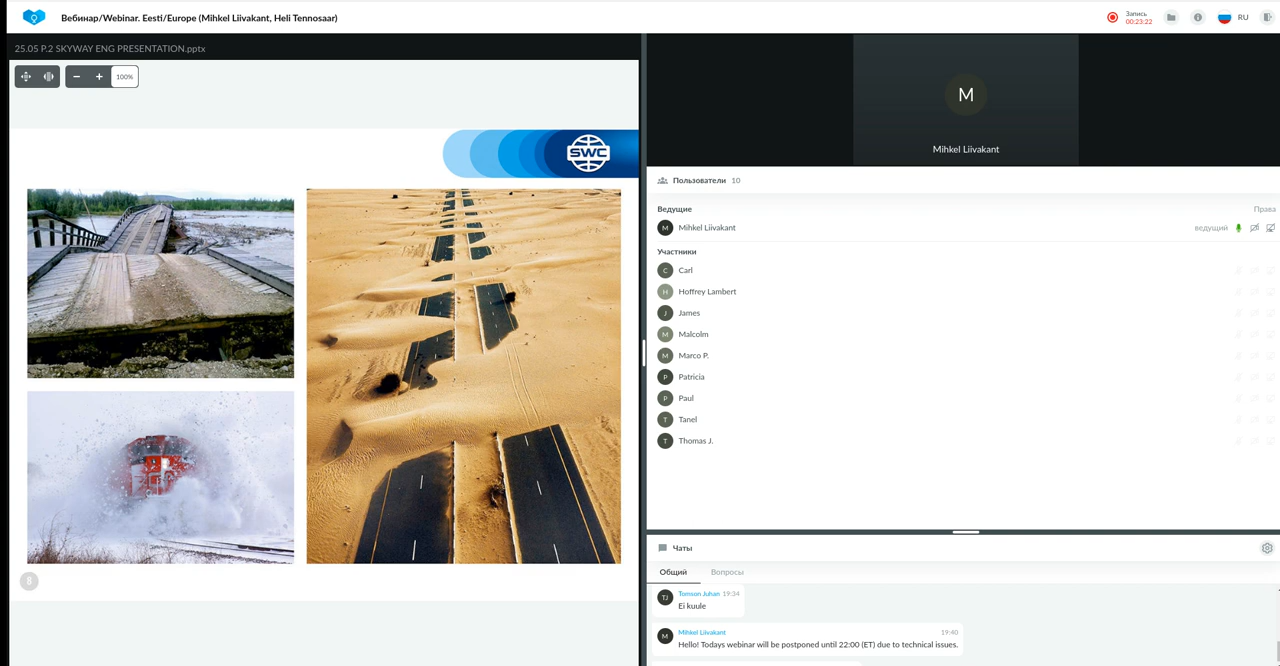 Вебинар/Webinar. Eesti/Europe (Mihkel Liivakant, Heli Tennosaar)
Запись
00:23:22
RU
25.05 P.2 SKYWAY ENG PRESENTATION.pptx
100%
SWC
8
M
Mihkel Liivakant
Пользователи 10
Ведущие Права
M Mihkel Liivakant ведущий
Участники
C Carl
H Hoffrey Lambert
J James
M Malcolm
M Marco P.
P Patricia
P Paul
T Tanel
T Thomas J.
Чаты
Общий Вопросы
TJ Tomson Juhan 19:34
Ei kuule
M Mihkel Liivakant 19:40
Hello! Todays webinar will be postponed until 22:00 (ET) due to technical issues.